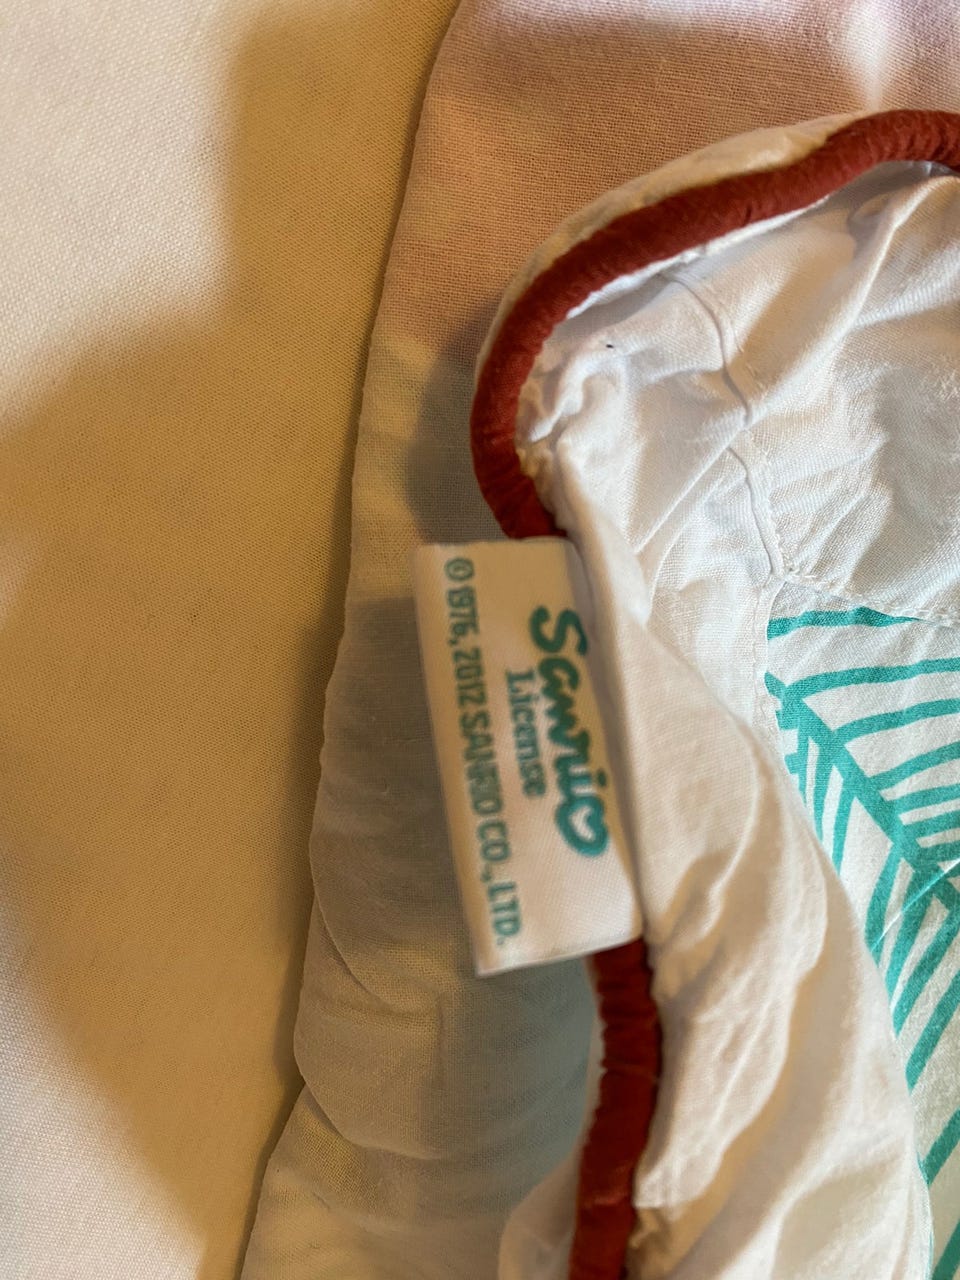 Sanrio
License
© 1976, 2012 SANRIO CO., LTD.